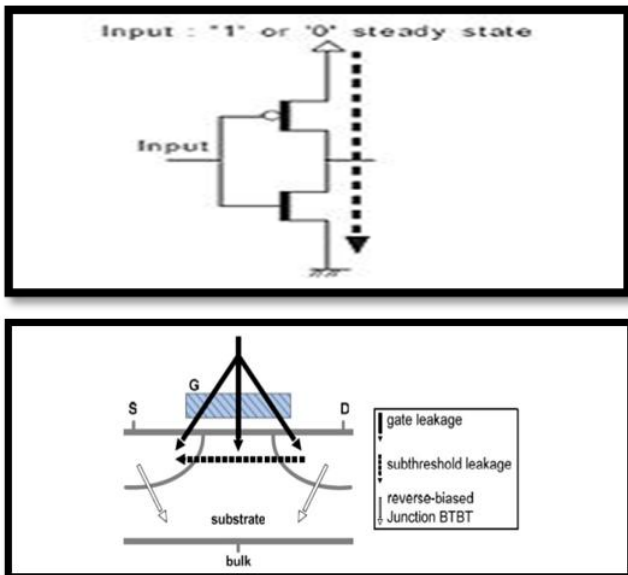 Input : "1" or "0" steady state
Input
G
S
D
gate leakage
subthreshold leakage
reverse-biased
Junction BTBT
substrate
bulk